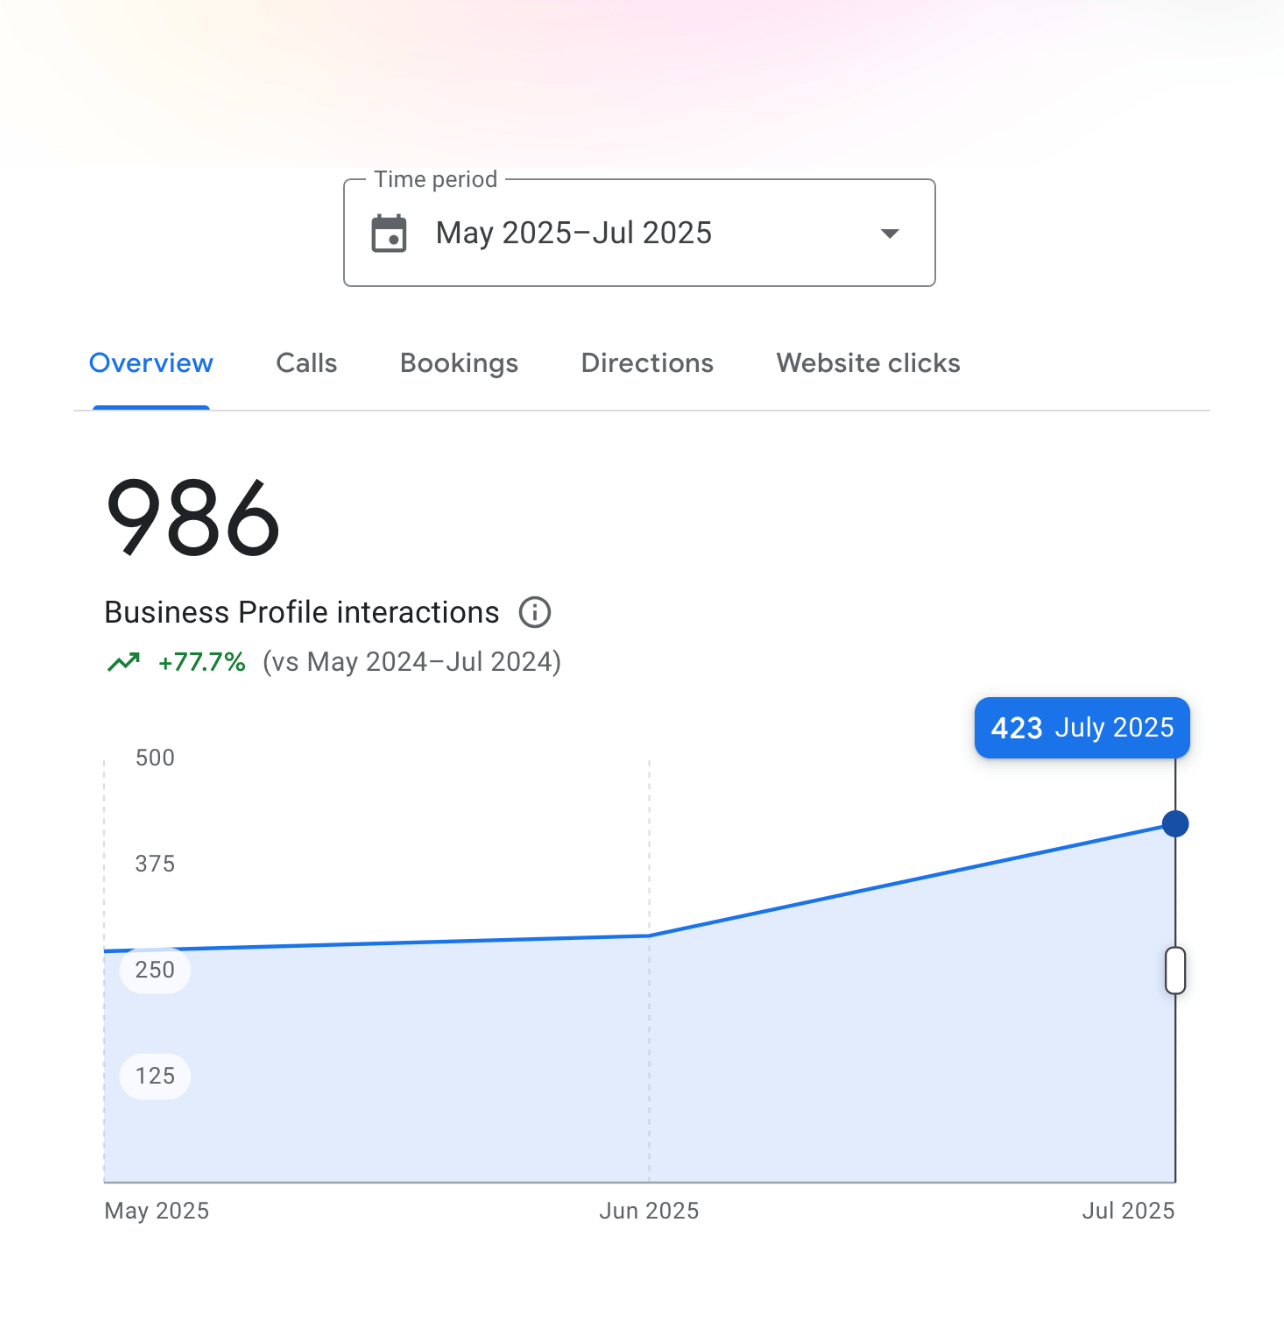 Time period
May 2025–Jul 2025
Overview Calls Bookings Directions Website clicks
986
Business Profile interactions
+77.7% (vs May 2024–Jul 2024)
423 July 2025
500
375
250
125
May 2025 Jun 2025 Jul 2025